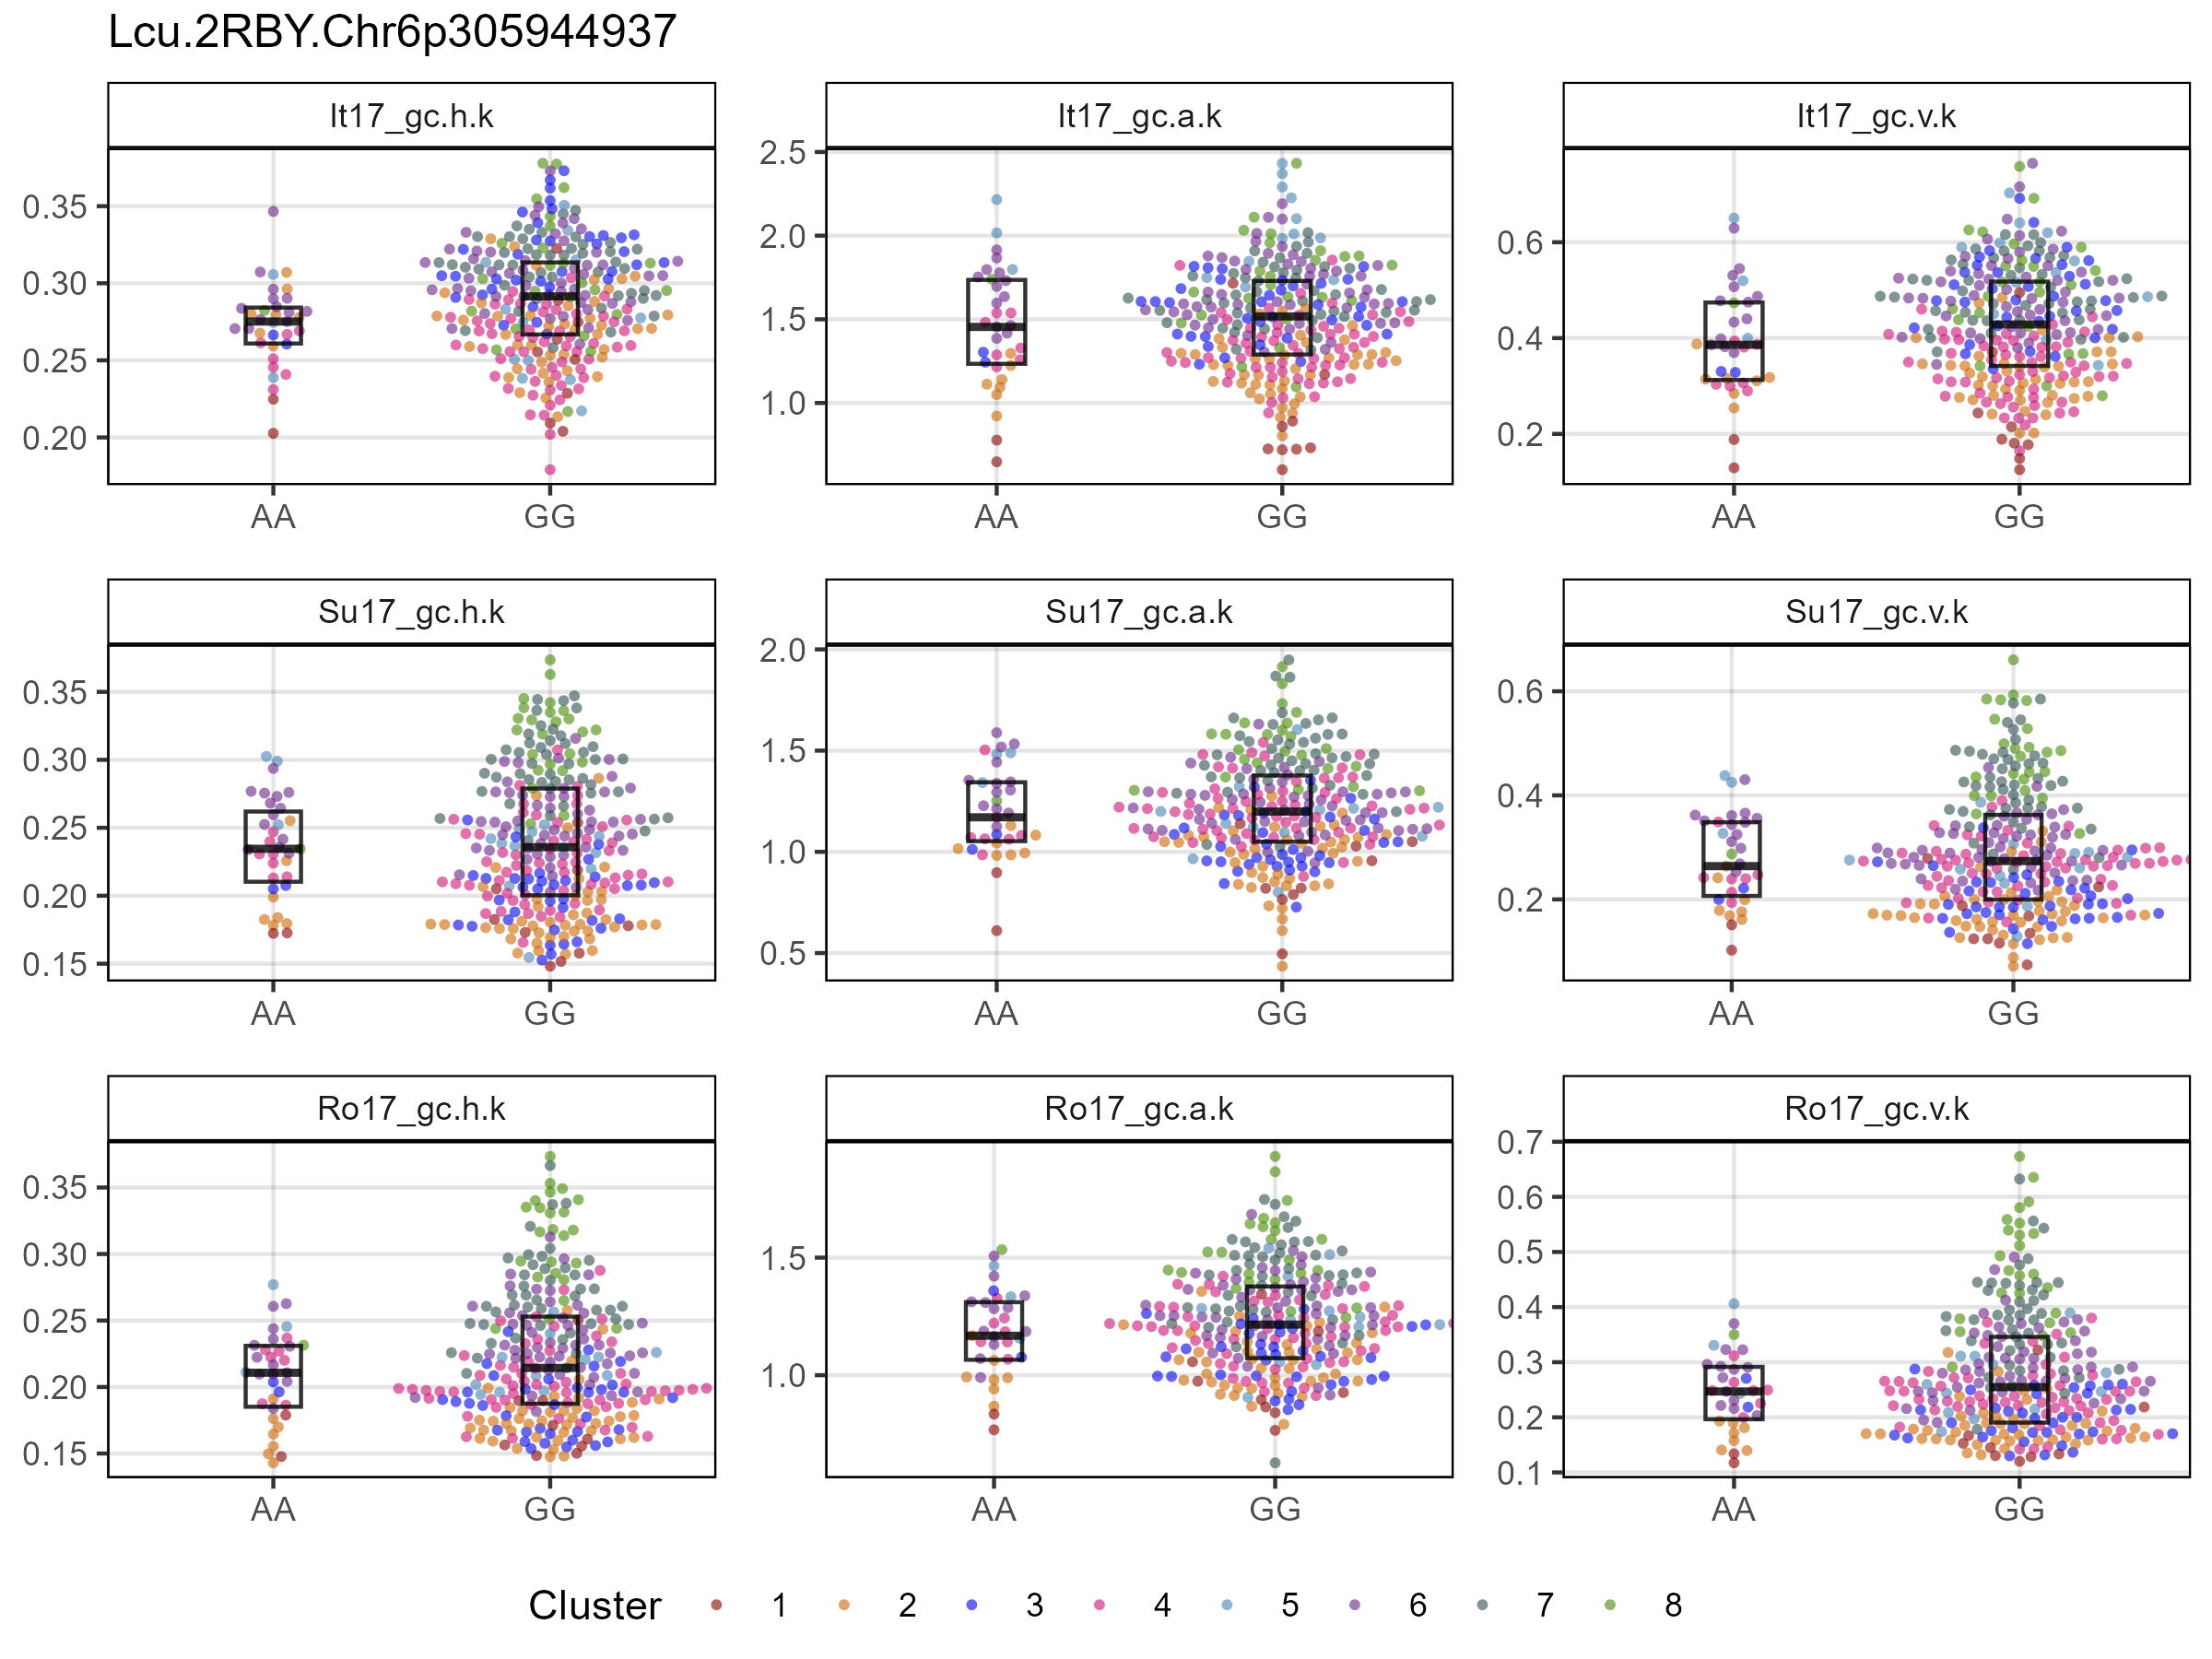 Lcu.2RBY.Chr6p305944937
It17_gc.h.k
It17_gc.a.k
It17_gc.v.k
0.35
0.30
0.25
0.20
AA GG
2.5
2.0
1.5
1.0
AA GG
0.6
0.4
0.2
AA GG
Su17_gc.h.k
Su17_gc.a.k
Su17_gc.v.k
0.35
0.30
0.25
0.20
0.15
AA GG
2.0
1.5
1.0
0.5
AA GG
0.6
0.4
0.2
AA GG
Ro17_gc.h.k
Ro17_gc.a.k
Ro17_gc.v.k
0.35
0.30
0.25
0.20
0.15
AA GG
1.5
1.0
AA GG
0.7
0.6
0.5
0.4
0.3
0.2
0.1
AA GG
Cluster 1 2 3 4 5 6 7 8